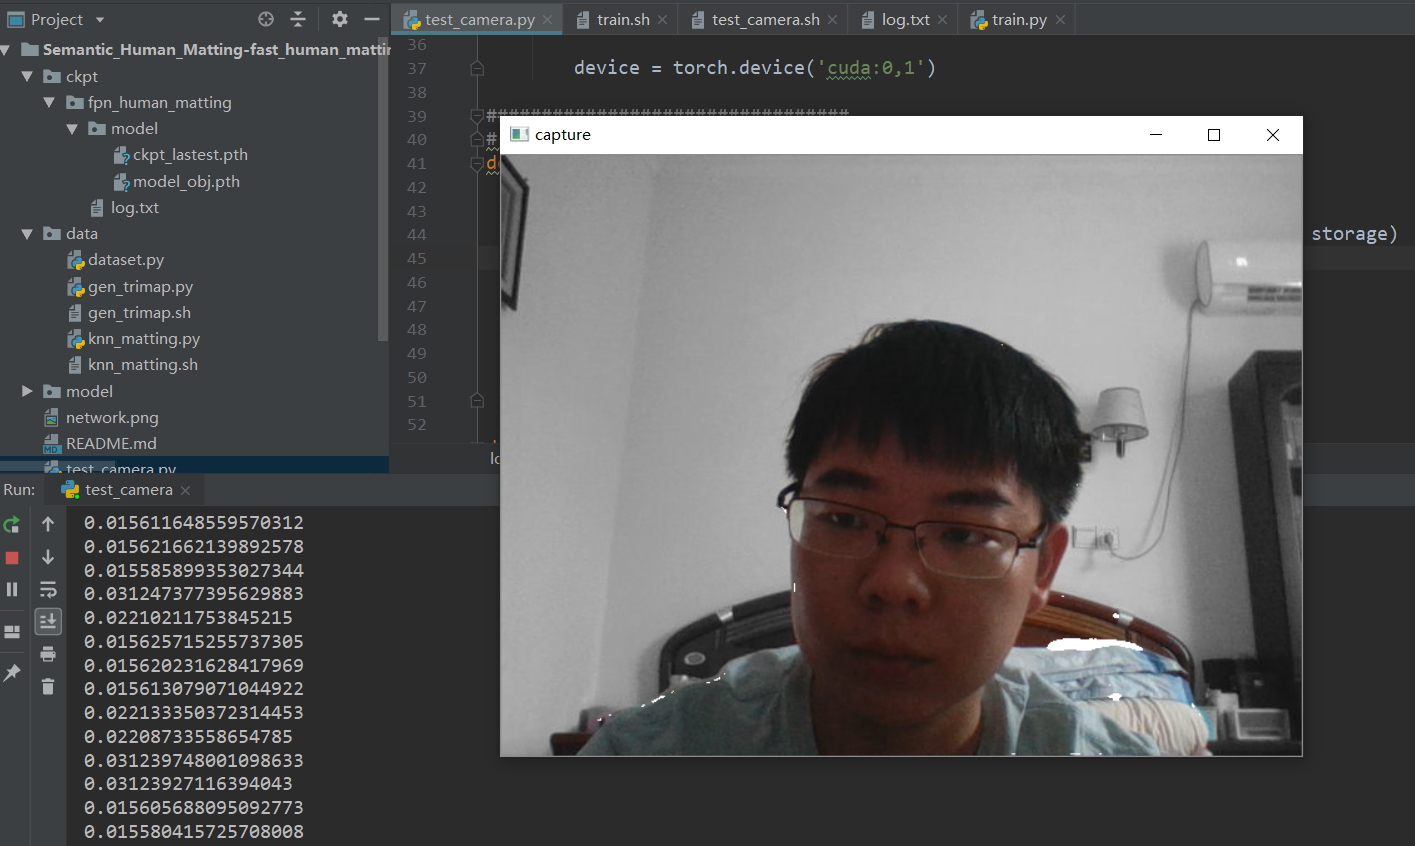 Project
test_camera.py
train.sh
test_camera.sh
log.txt
train.py
Semantic_Human_Matting-fast_human_mattin
ckpt
fpn_human_matting
model
ckpt_lastest.pth
model_obj.pth
log.txt
data
dataset.py
gen_trimap.py
gen_trimap.sh
knn_matting.py
knn_matting.sh
model
network.png
README.md
test_camera.py
36
37 device = torch.device('cuda:0,1')
38
39 #################################
40 #
41 d
42
43
44 storage)
45
46
47
48
49
50
51
52
capture
Run: test_camera
0.015611648559570312
0.015621662139892578
0.015585899353027344
0.031247377395629883
0.02210211753845215
0.015625715255737305
0.015620231628417969
0.015613079071044922
0.022133350372314453
0.02208733558654785
0.031239748001098633
0.03123927116394043
0.015605688095092773
0.015580415725708008